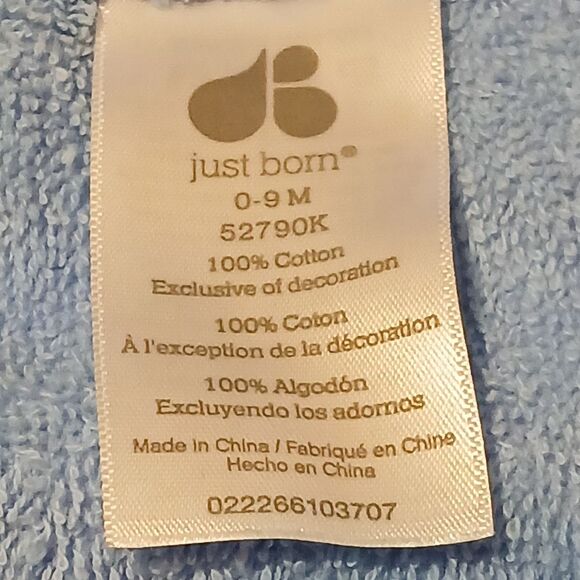 just born®
0-9 M
52790K
100% Cotton
Exclusive of decoration
100% Coton
À l'exception de la décoration
100% Algodón
Excluyendo los adornos
Made in China / Fabriqué en Chine
Hecho en China
022266103707